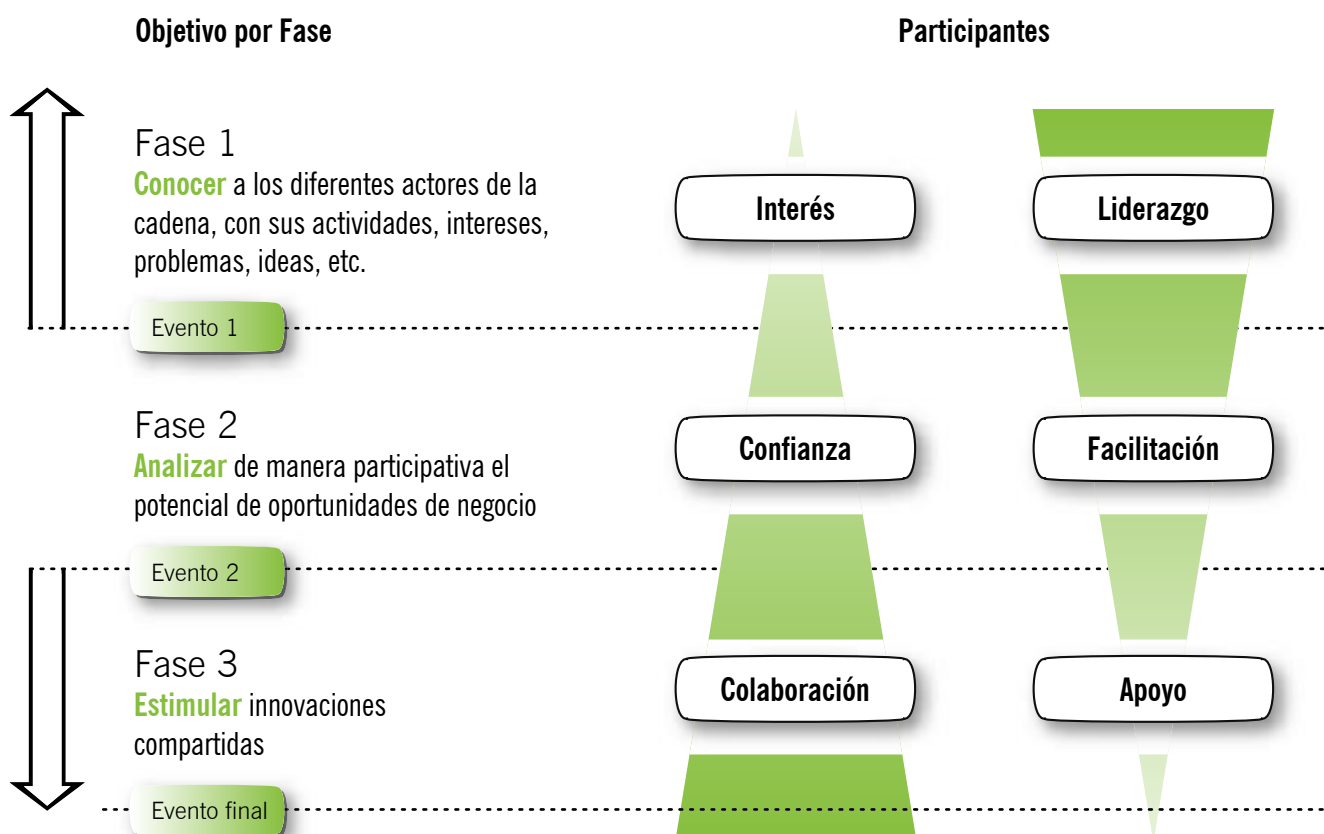 Objetivo por Fase
Participantes
Fase 1
Conocer a los diferentes actores de la
cadena, con sus actividades, intereses,
problemas, ideas, etc.
Interés
Liderazgo
Evento 1
Fase 2
Analizar de manera participativa el
potencial de oportunidades de negocio
Confianza
Facilitación
Evento 2
Fase 3
Estimular innovaciones
compartidas
Colaboración
Apoyo
Evento final